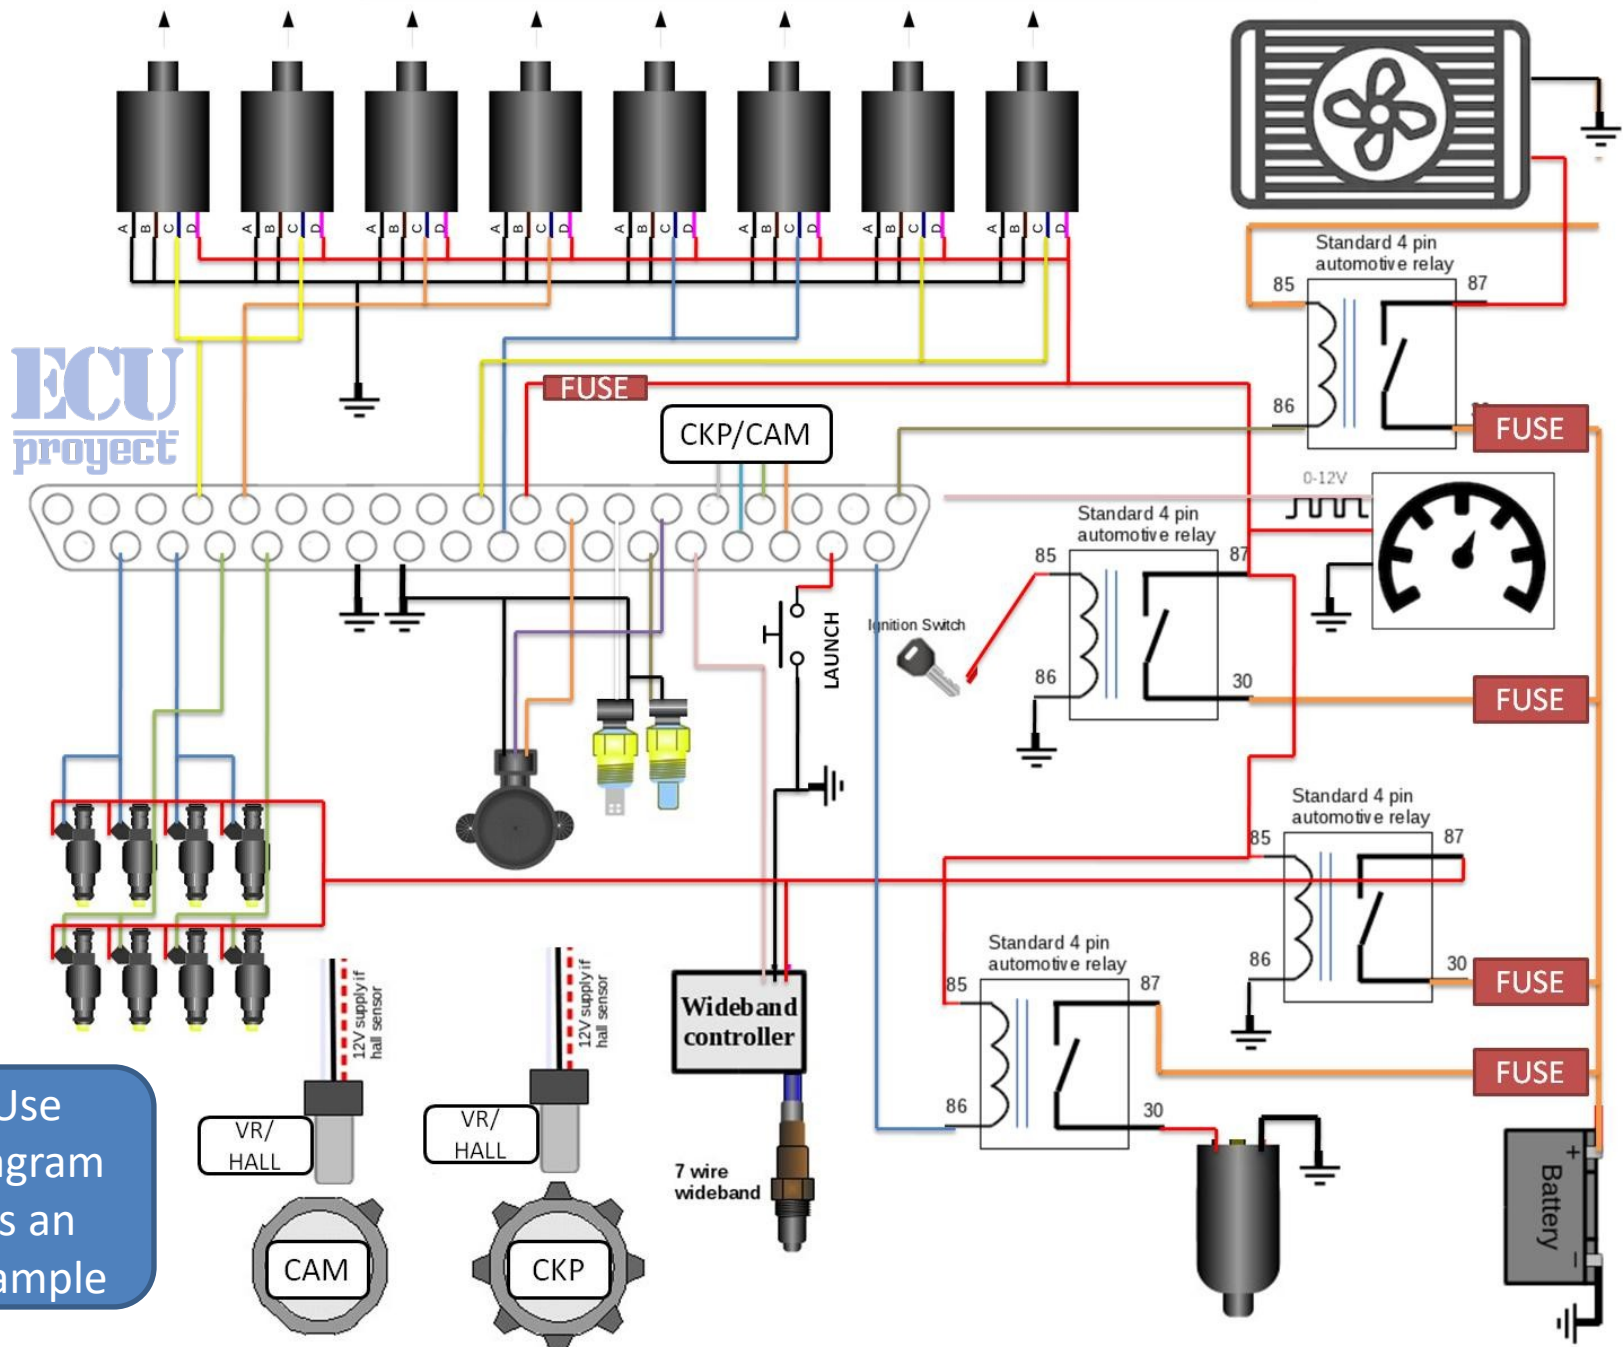 A B C D
A B C D
A B C D
A B C D
A B C D
A B C D
A B C D
A B C D
Standard 4 pin
automotive relay
85
87
86
FUSE
ECU
proyect
FUSE
CKP/CAM
0-12V
Standard 4 pin
automotive relay
85
87
Ignition Switch
LAUNCH
86
30
FUSE
Standard 4 pin
automotive relay
85
87
86
30
FUSE
Standard 4 pin
automotive relay
85
87
86
30
FUSE
12V supply if
hall sensor
12V supply if
hall sensor
Wideband
controller
VR/
HALL
VR/
HALL
7 wire
wideband
CAM
CKP
+
Battery
−
Use
agram
s an
ample